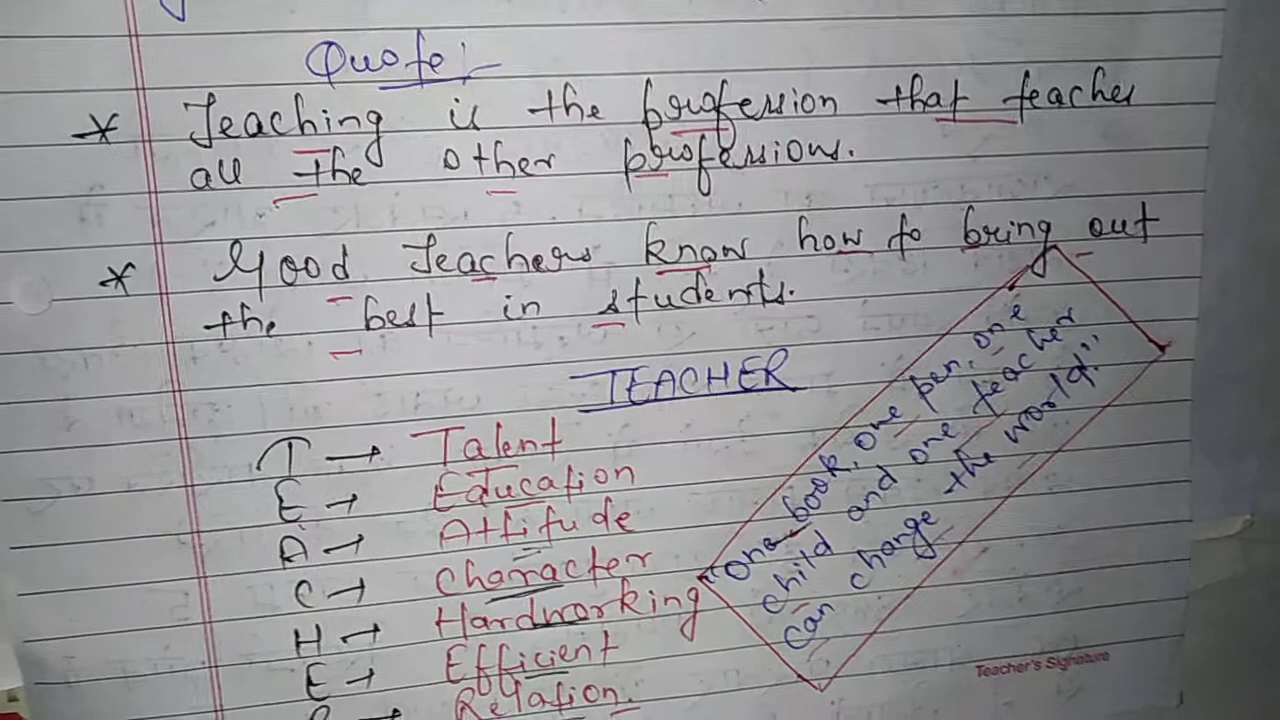 Quote:-
* Teaching is the profession that teaches
all the other professions.
* Good Teachers know how to bring out
the best in students.
TEACHER
T → Talent
E → Education
A → Attitude
C → Character
H → Hardworking
E → Efficient
R → Relation.
"One book, one pen, one
child and one teacher
can change the world."
Teacher's Signature